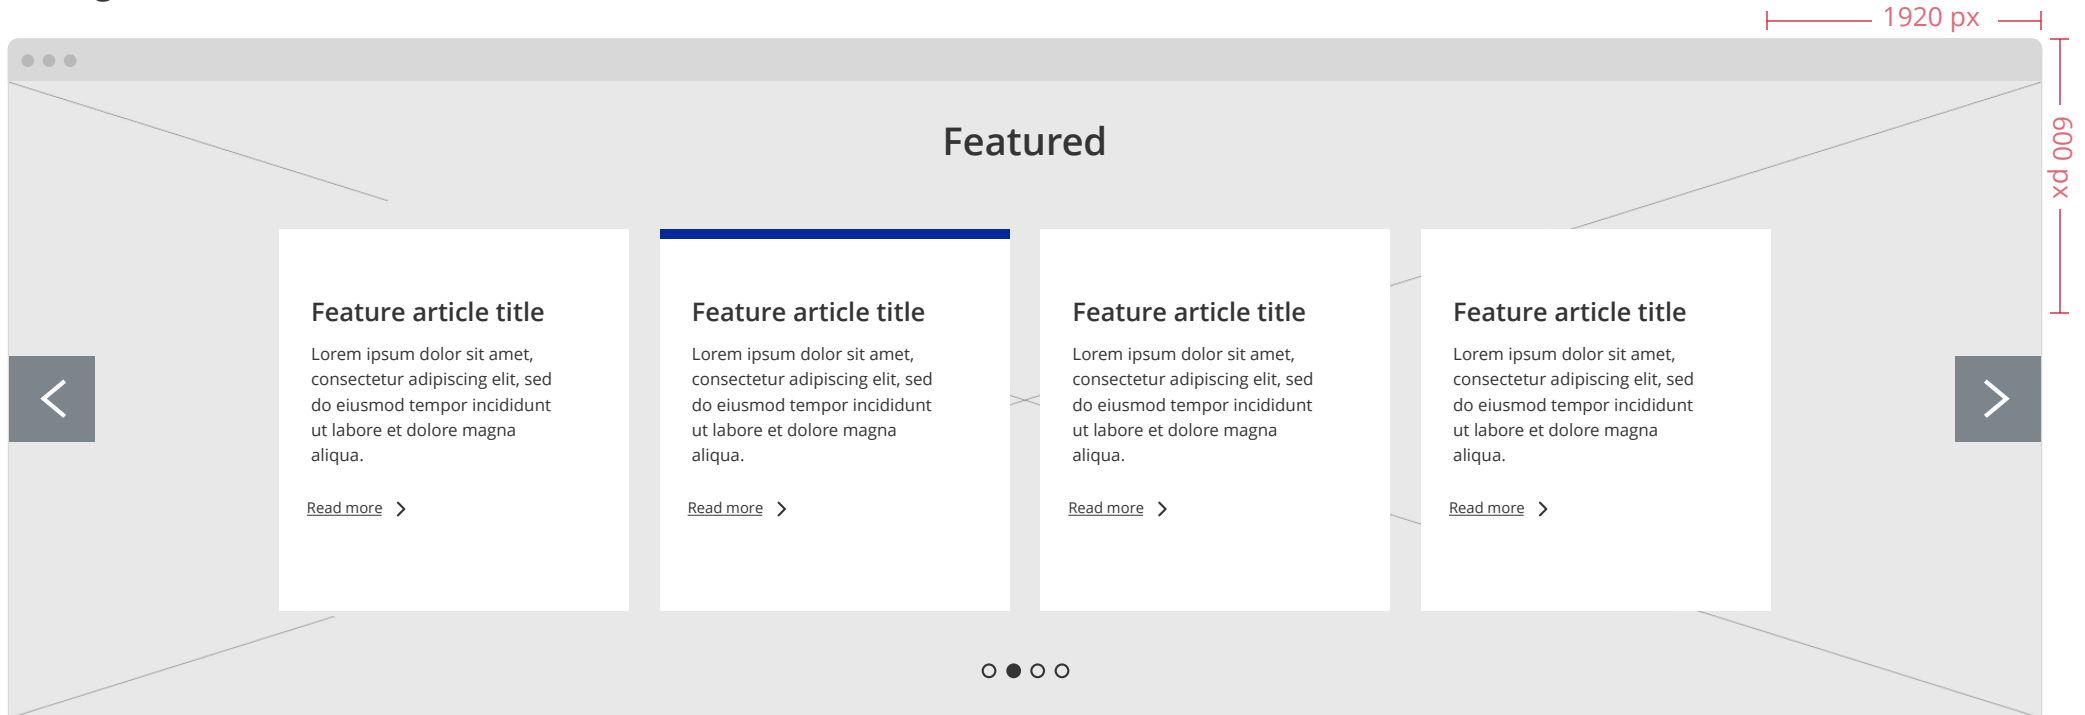 1920 px
600 px
Featured
Feature article title
Lorem ipsum dolor sit amet,
consectetur adipiscing elit, sed
do eiusmod tempor incididunt
ut labore et dolore magna
aliqua.
Read more
Feature article title
Lorem ipsum dolor sit amet,
consectetur adipiscing elit, sed
do eiusmod tempor incididunt
ut labore et dolore magna
aliqua.
Read more
Feature article title
Lorem ipsum dolor sit amet,
consectetur adipiscing elit, sed
do eiusmod tempor incididunt
ut labore et dolore magna
aliqua.
Read more
Feature article title
Lorem ipsum dolor sit amet,
consectetur adipiscing elit, sed
do eiusmod tempor incididunt
ut labore et dolore magna
aliqua.
Read more